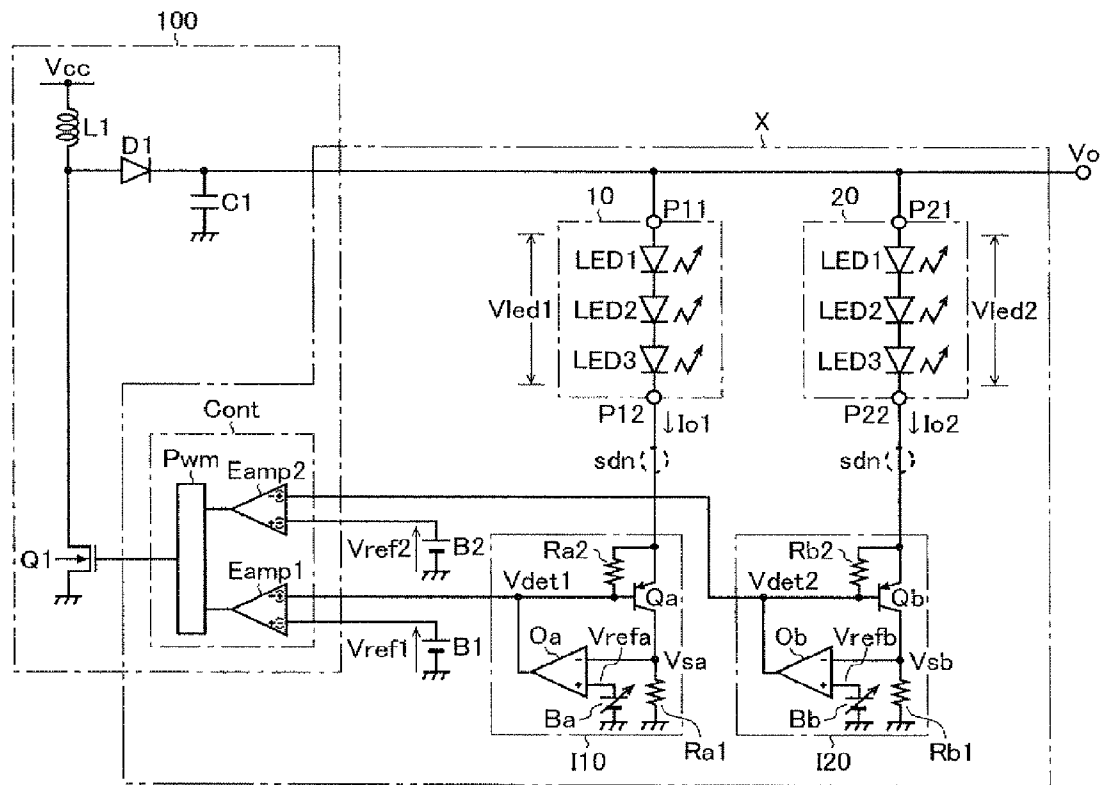 100
Vcc
L1
D1
X
Vo
C1
10
P11
20
P21
LED1
LED1
Vled1
LED2
LED2
Vled2
LED3
LED3
P12
Io1
P22
Io2
Cont
sdn
sdn
Pwm
Eamp2
Q1
Vref2
B2
Ra2
Rb2
Vdet1
Vdet2
Eamp1
Qa
Qb
Vref1
B1
Oa
Vrefa
Ob
Vrefb
Vsa
Vsb
Ba
Bb
Ra1
Rb1
I10
I20